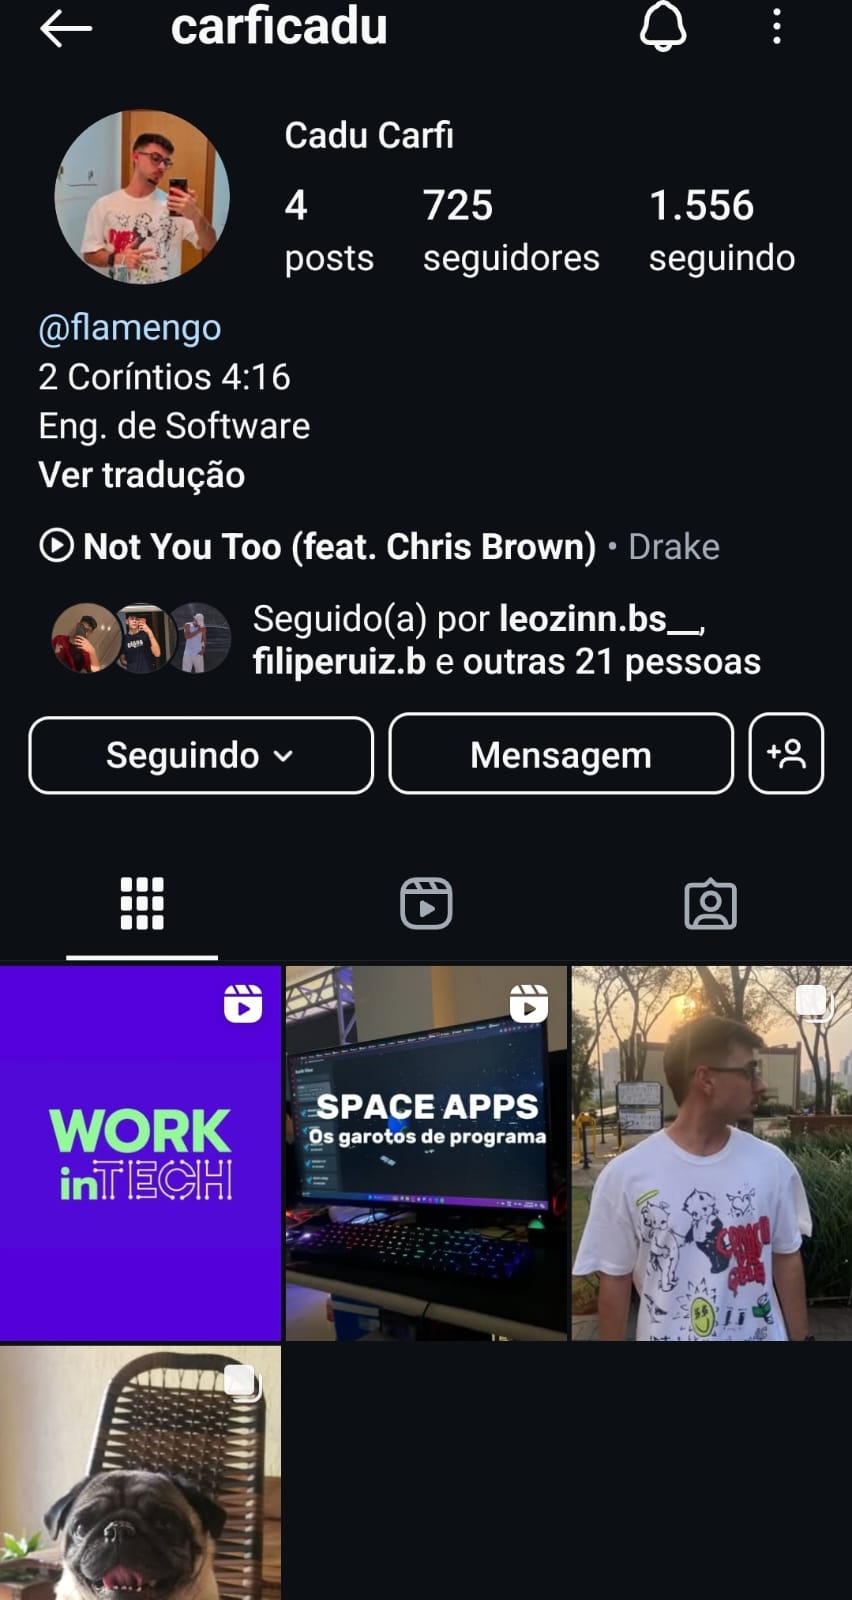 carficadu
Cadu Carfi
4
725
1.556
posts
seguidores
seguindo
@flamengo
2 Coríntios 4:16
Eng. de Software
Ver tradução
Not You Too (feat. Chris Brown) • Drake
Seguido(a) por leozinn.bs__,
filiperuiz.b e outras 21 pessoas
Seguindo
Mensagem
WORK
inTECH
SPACE APPS
Os garotos de programa